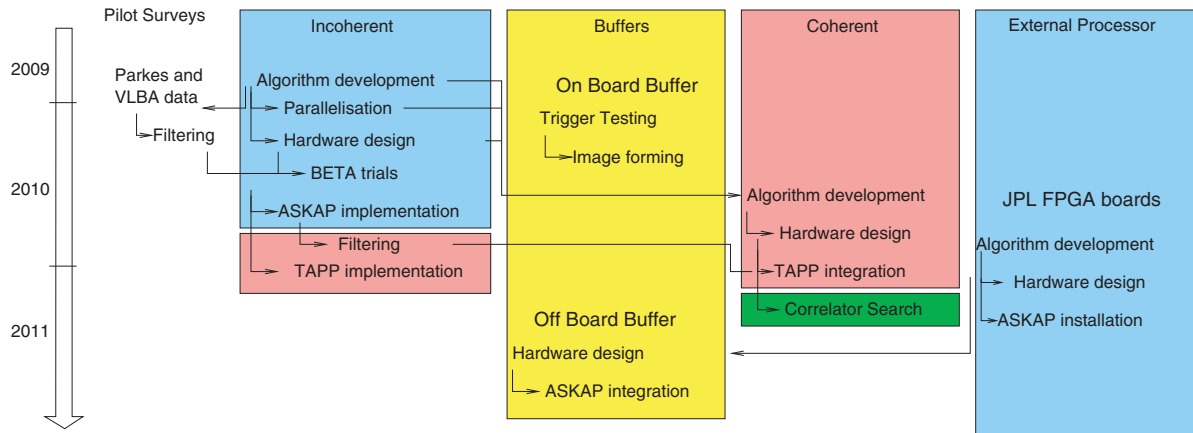 Pilot Surveys
2009
2010
2011
Parkes and
VLBA data
Filtering
Incoherent
Algorithm development
Parallelisation
Hardware design
BETA trials
ASKAP implementation
Filtering
TAPP implementation
Buffers
On Board Buffer
Trigger Testing
Image forming
Off Board Buffer
Hardware design
ASKAP integration
Coherent
Algorithm development
Hardware design
TAPP integration
Correlator Search
External Processor
JPL FPGA boards
Algorithm development
Hardware design
ASKAP installation